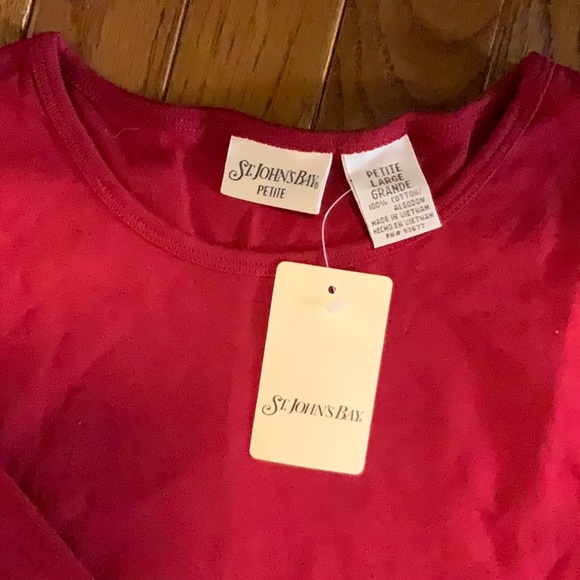 ST. JOHN'S BAY®
PETITE
PETITE
LARGE
GRANDE
100% COTTON/
ALGODON
MADE IN VIETNAM
HECHO EN VIETNAM
RN# 93677
ST. JOHN'S BAY®